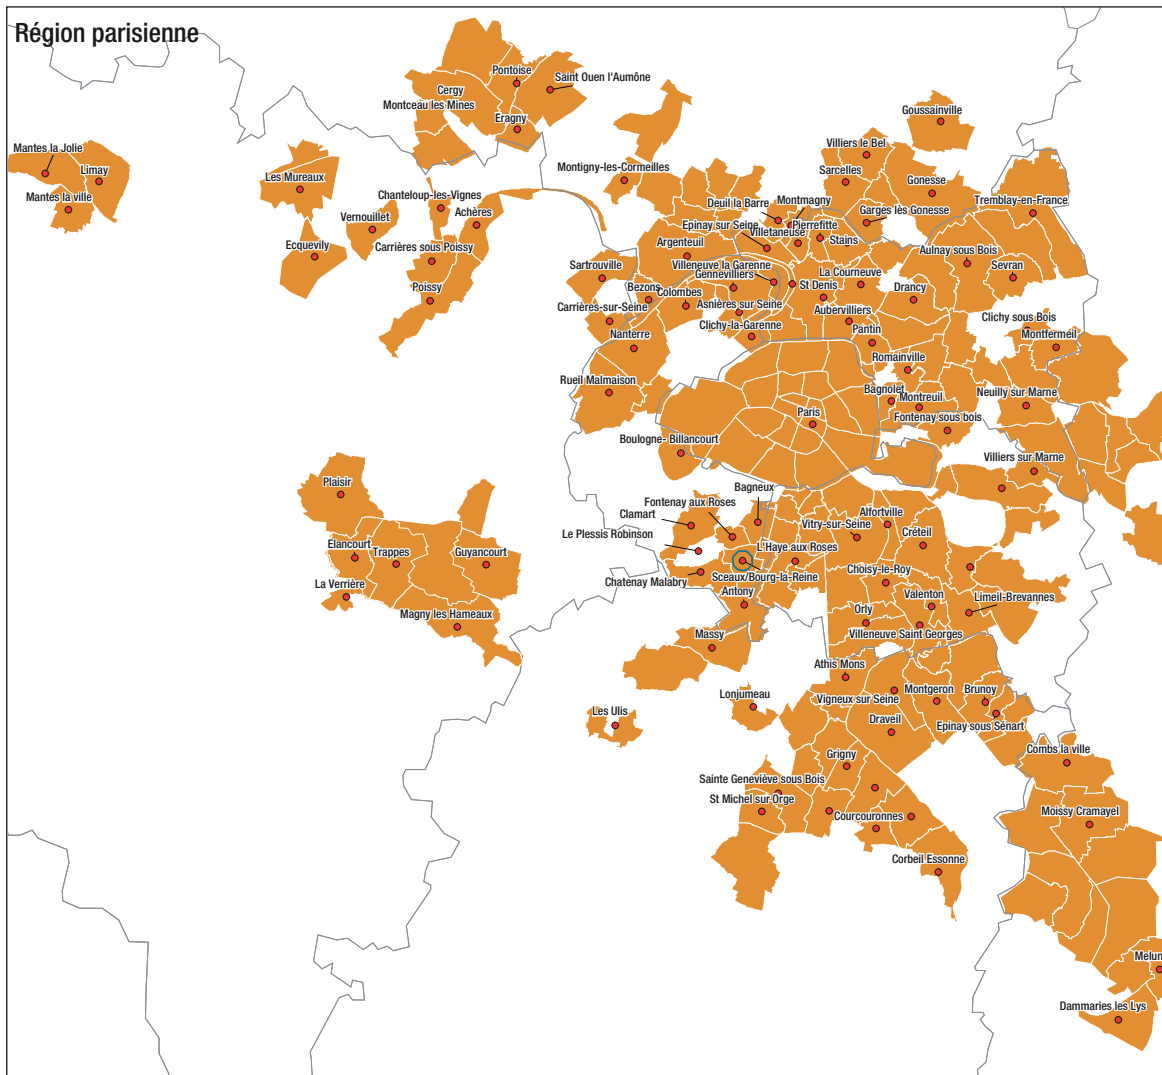 Région parisienne
Pontoise
Saint Ouen l'Aumône
Cergy
Montceau les Mines
Eragny
Goussainville
Mantes la Jolie
Limay
Mantes la ville
Les Mureaux
Chanteloup-les-Vignes
Vernouillet
Achères
Ecquevily
Carrières sous Poissy
Poissy
Montigny-les-Cormeilles
Villiers le Bel
Sarcelles
Gonesse
Tremblay-en-France
Deuil la Barre
Montmagny
Garges lès Gonesse
Epinay sur Seine
Pierrefitte
Villetaneuse
Stains
Argenteuil
Aulnay sous Bois
Sevran
Sartrouville
Villeneuve la Garenne
Gennevilliers
La Courneuve
Bezons
Colombes
St Denis
Drancy
Carrières-sur-Seine
Asnières sur Seine
Aubervilliers
Clichy sous Bois
Clichy-la-Garenne
Pantin
Montfermeil
Nanterre
Romainville
Rueil Malmaison
Bagnolet
Montreuil
Neuilly sur Marne
Paris
Fontenay sous bois
Boulogne- Billancourt
Villiers sur Marne
Plaisir
Bagneux
Fontenay aux Roses
Clamart
Alfortville
Vitry-sur-Seine
Créteil
Le Plessis Robinson
L'Haye aux Roses
Elancourt
Trappes
Guyancourt
Choisy-le-Roy
Sceaux/Bourg-la-Reine
La Verrière
Chatenay Malabry
Antony
Valenton
Limeil-Brevannes
Magny les Hameaux
Orly
Villeneuve Saint Georges
Massy
Athis Mons
Lonjumeau
Vigneux sur Seine
Montgeron
Brunoy
Les Ulis
Draveil
Epinay sous Sénart
Combs la ville
Grigny
Sainte Geneviève sous Bois
St Michel sur Orge
Courcouronnes
Moissy Cramayel
Corbeil Essonne
Melun
Dammaries les Lys